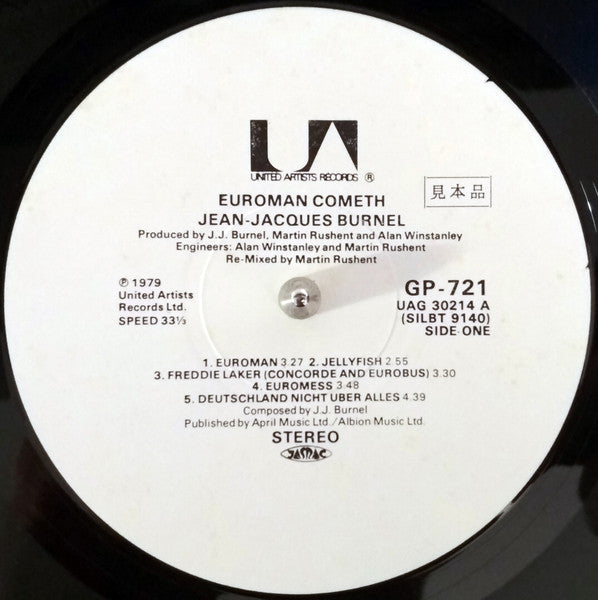 UA
UNITED ARTISTS RECORDS ®
見本品
EUROMAN COMETH
JEAN-JACQUES BURNEL
Produced by J.J. Burnel, Martin Rushent and Alan Winstanley
Engineers: Alan Winstanley and Martin Rushent
Re-Mixed by Martin Rushent
℗ 1979
United Artists
Records Ltd.
SPEED 33⅓
GP-721
UAG 30214 A
(SILBT 9140)
SIDE ONE
1. EUROMAN 3.27 2. JELLYFISH 2.55
3. FREDDIE LAKER (CONCORDE AND EUROBUS) 3.30
4. EUROMESS 3.48
5. DEUTSCHLAND NICHT UBER ALLES 4.39
Composed by J.J. Burnel
Published by April Music Ltd./Albion Music Ltd.
STEREO
JASRAC